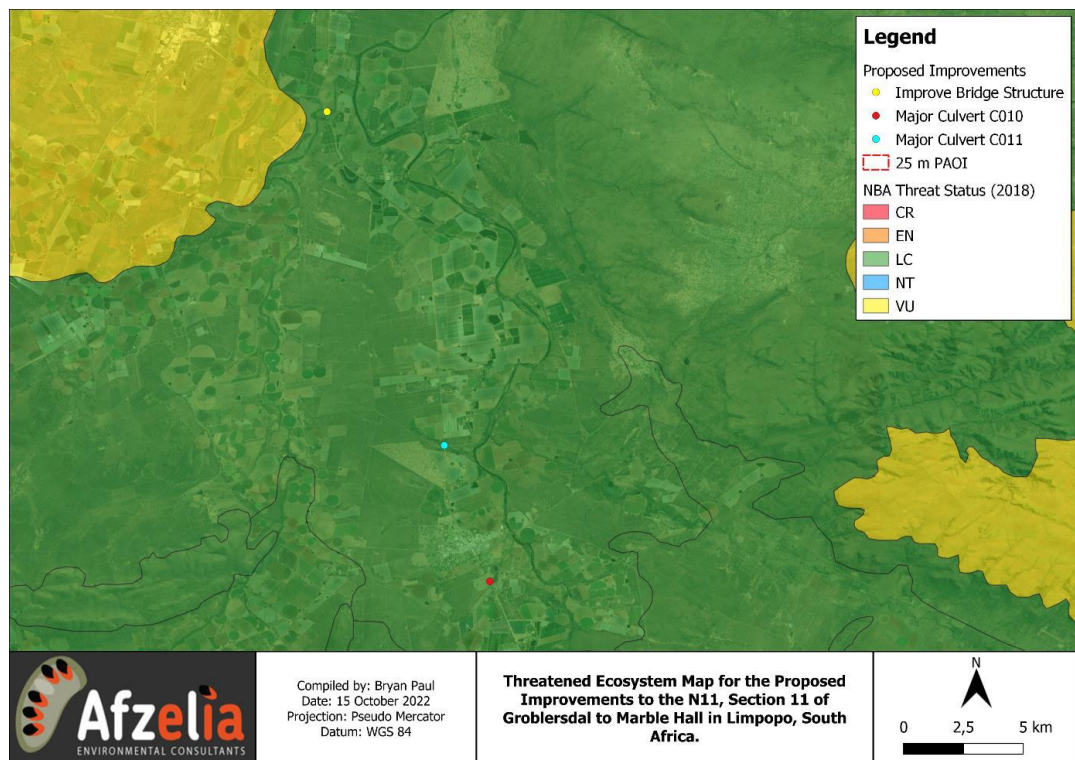 Legend
Proposed Improvements
Improve Bridge Structure
Major Culvert C010
Major Culvert C011
25 m PAOI
NBA Threat Status (2018)
CR
EN
LC
NT
VU
Afzelia
ENVIRONMENTAL CONSULTANTS
Compiled by: Bryan Paul
Date: 15 October 2022
Projection: Pseudo Mercator
Datum: WGS 84
Threatened Ecosystem Map for the Proposed
Improvements to the N11, Section 11 of
Groblersdal to Marble Hall in Limpopo, South
Africa.
N
0 2,5 5 km